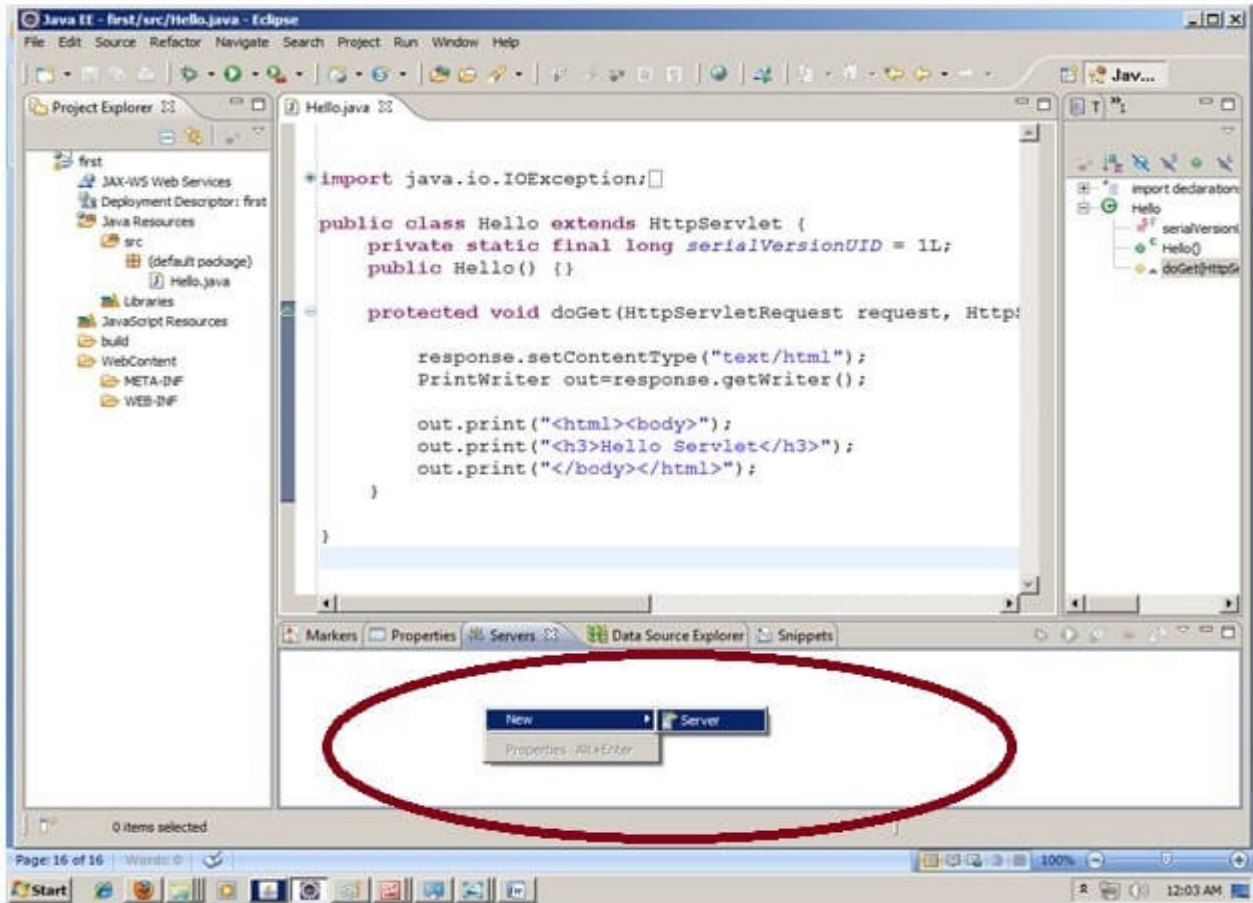 Java EE - first/src/Hello.java - Eclipse
File Edit Source Refactor Navigate Search Project Run Window Help
Jav...
Project Explorer
first
JAX-WS Web Services
Deployment Descriptor: first
Java Resources
src
(default package)
Hello.java
Libraries
JavaScript Resources
build
WebContent
META-INF
WEB-INF
Hello.java
import java.io.IOException;
public class Hello extends HttpServlet {
private static final long serialVersionUID = 1L;
public Hello() {}
protected void doGet(HttpServletRequest request, Https
response.setContentType("text/html");
PrintWriter out=response.getWriter();
out.print("<html><body>");
out.print("<h3>Hello Servlet</h3>");
out.print("</body></html>");
}
}
T
import declaration
Hello
serialVersion
Hello()
doGet(HttpSe
Markers Properties Servers Data Source Explorer Snippets
New Server
Properties Alt+Enter
0 items selected
Page: 16 of 16 Words: 0 100%
Start 12:03 AM